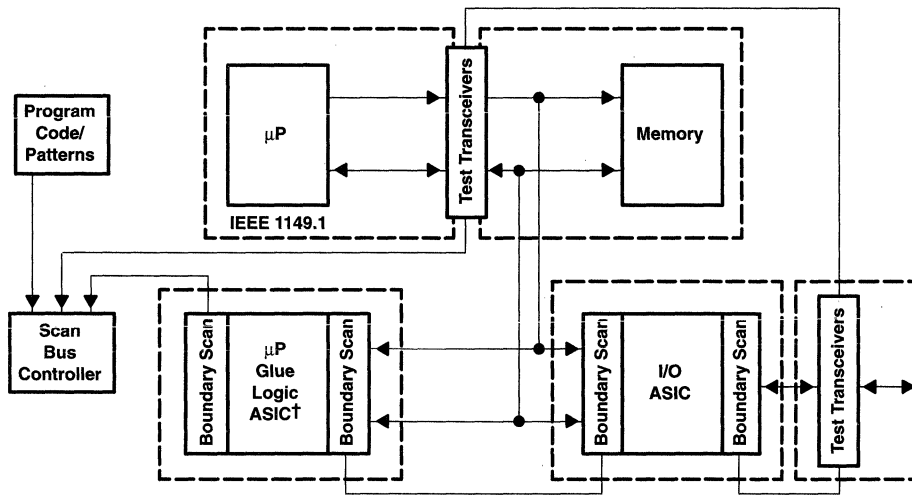 Program
Code/
Patterns
μP
IEEE 1149.1
Test Transceivers
Memory
Scan
Bus
Controller
Boundary Scan
μP
Glue
Logic
ASIC†
Boundary Scan
Boundary Scan
I/O
ASIC
Boundary Scan
Test Transceivers